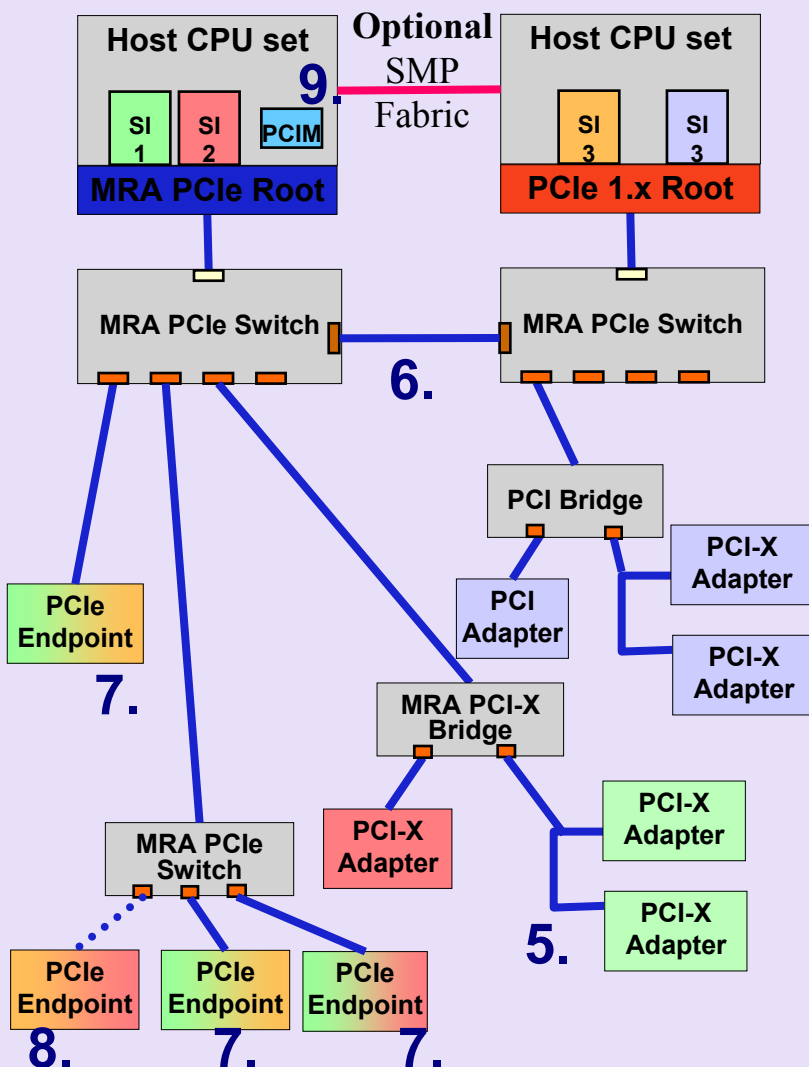 Host CPU set
Optional
SMP
Fabric
Host CPU set
9.
SI
1
SI
2
PCIM
SI
3
SI
3
MRA PCIe Root
PCIe 1.x Root
MRA PCIe Switch
MRA PCIe Switch
6.
PCI Bridge
PCI-X
Adapter
PCI
Adapter
PCI-X
Adapter
PCIe
Endpoint
7.
MRA PCI-X
Bridge
PCI-X
Adapter
PCI-X
Adapter
PCI-X
Adapter
5.
MRA PCIe
Switch
PCIe
Endpoint
8.
PCIe
Endpoint
7.
PCIe
Endpoint
7.